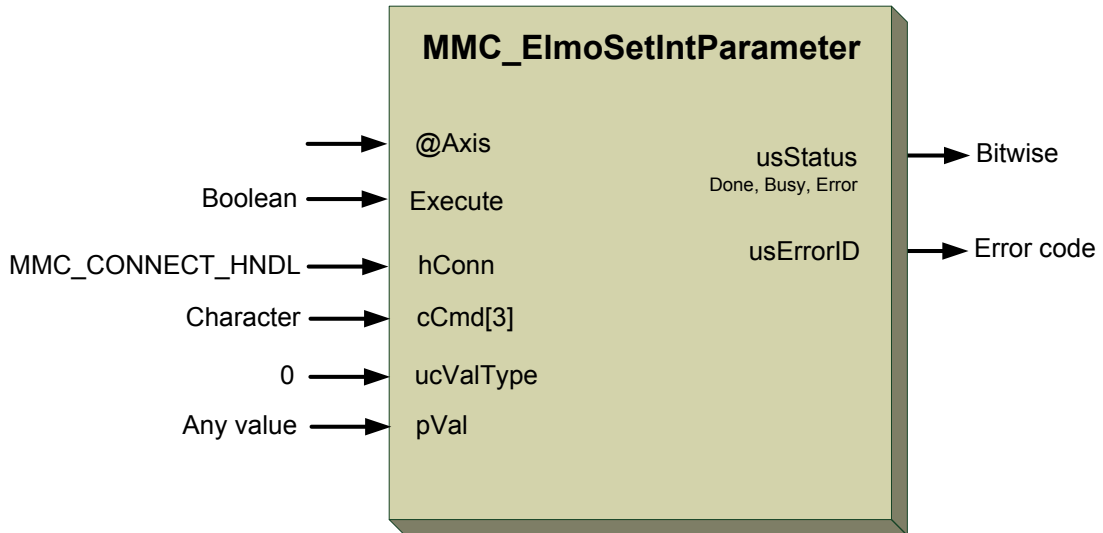 MMC_ElmoSetIntParameter
@Axis
usStatus
Bitwise
Done, Busy, Error
Boolean
Execute
usErrorID
Error code
MMC_CONNECT_HNDL
hConn
Character
cCmd[3]
0
ucValType
Any value
pVal